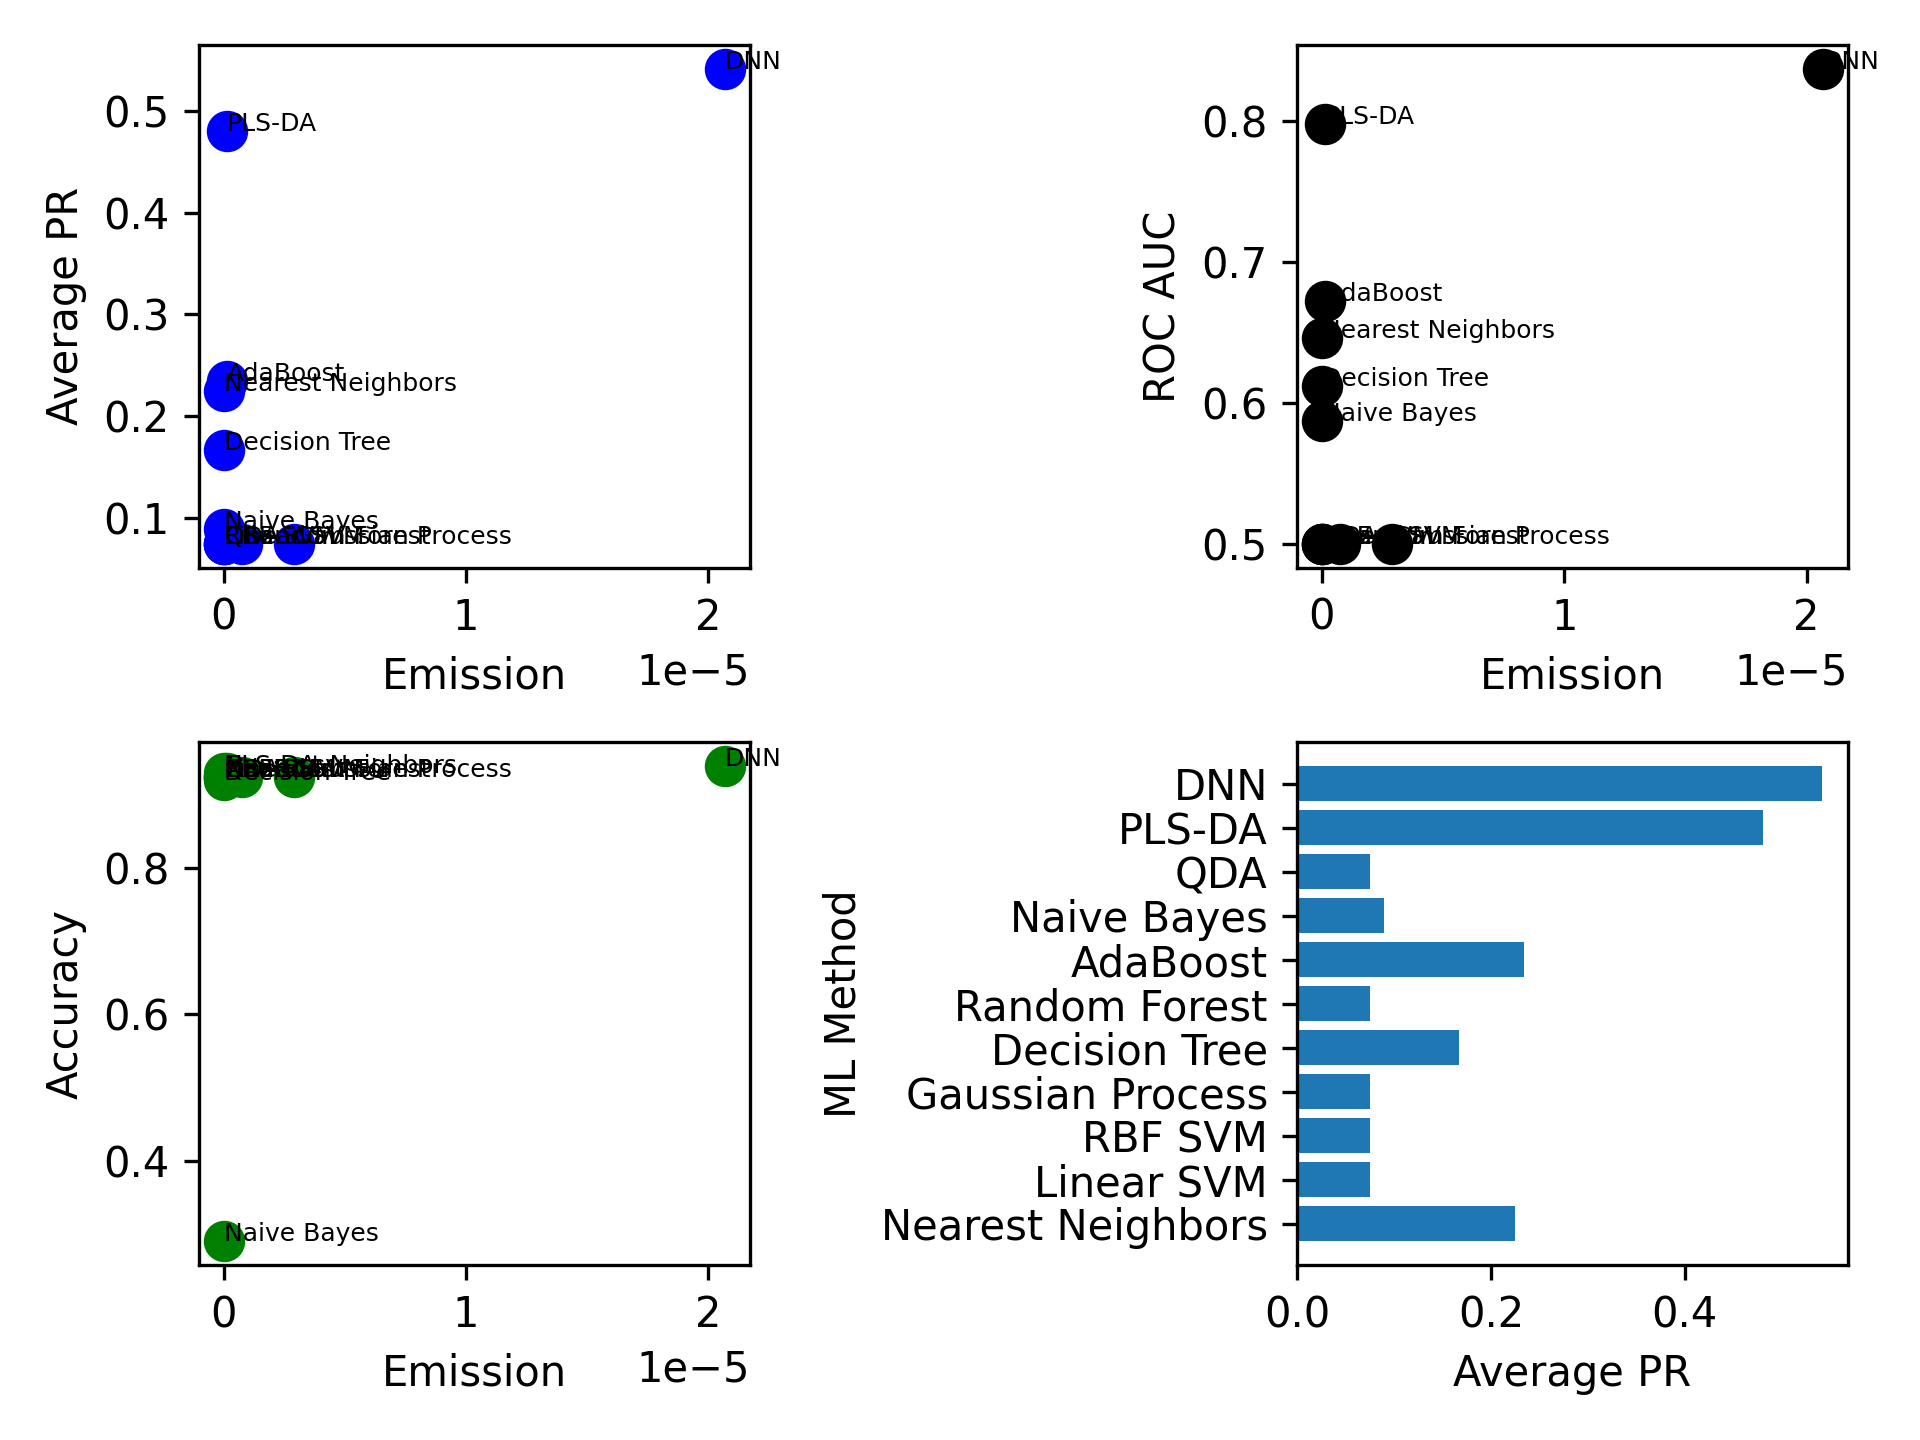 Average PR
0.5
0.4
0.3
0.2
0.1
DNN
PLS-DA
AdaBoost
Nearest Neighbors
Decision Tree
Naive Bayes
Process
0
1
2
Emission
1e−5
ROC AUC
0.8
0.7
0.6
0.5
NN
LS-DA
daBoost
earest Neighbors
ecision Tree
aive Bayes
Process
0
1
2
Emission
1e−5
Accuracy
0.8
0.6
0.4
DNN
Neighbors
Process
Naive Bayes
0
1
2
Emission
1e−5
ML Method
DNN
PLS-DA
QDA
Naive Bayes
AdaBoost
Random Forest
Decision Tree
Gaussian Process
RBF SVM
Linear SVM
Nearest Neighbors
0.0
0.2
0.4
Average PR